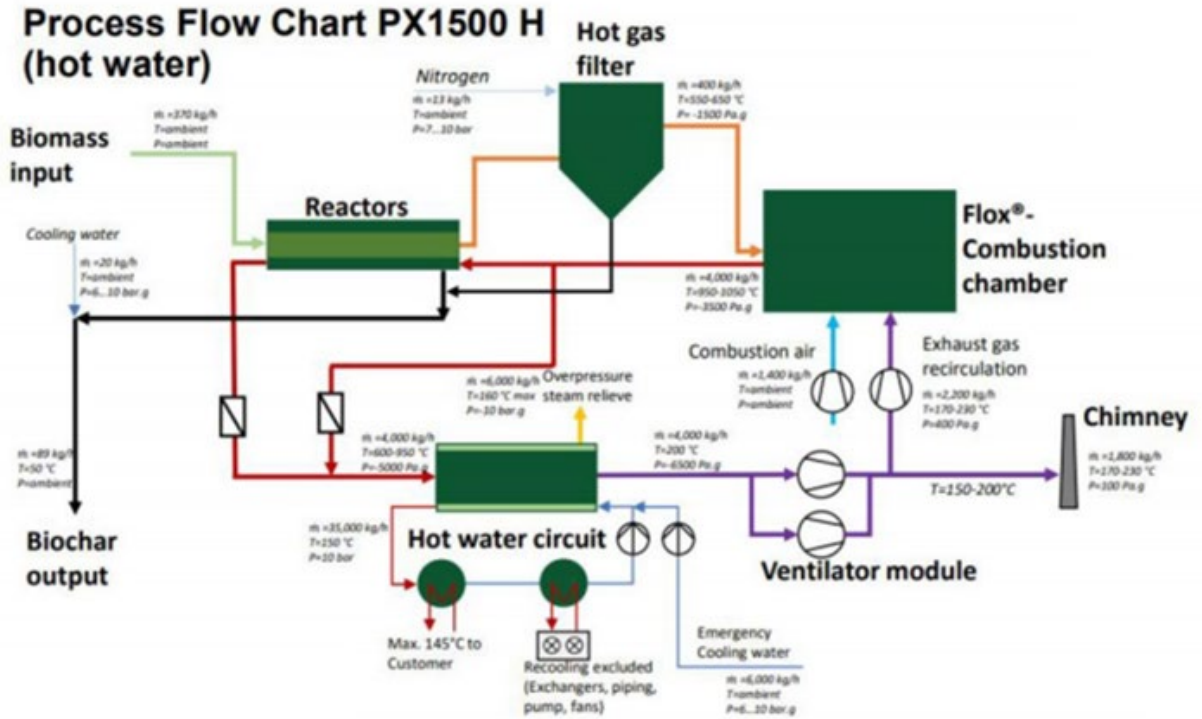 Process Flow Chart PX1500 H
(hot water)
Hot gas
filter
Nitrogen
ṁ =13 kg/h
T=ambient
P=7...10 bar
ṁ =400 kg/h
T=550-650 °C
P= -1500 Pa.g
ṁ =370 kg/h
T=ambient
P=ambient
Biomass
input
Reactors
Cooling water
ṁ =20 kg/h
T=ambient
P=6...10 bar.g
Flox®-
Combustion
chamber
ṁ =4,000 kg/h
T=950-1050 °C
P=-3500 Pa.g
Combustion air
ṁ =1,400 kg/h
T=ambient
P=ambient
Exhaust gas
recirculation
ṁ =2,200 kg/h
T=170-230 °C
P=400 Pa.g
ṁ =6,000 kg/h
T=160 °C max
P=-10 bar.g
Overpressure
steam relieve
Chimney
ṁ =1,800 kg/h
T=170-230 °C
P=100 Pa.g
ṁ =4,000 kg/h
T=600-950 °C
P=-5000 Pa.g
ṁ =4,000 kg/h
T=200 °C
P=-6500 Pa.g
T=150-200°C
ṁ =89 kg/h
T=50 °C
P=ambient
Biochar
output
ṁ =35,000 kg/h
T=150 °C
P=10 bar
Hot water circuit
Ventilator module
Max. 145°C to
Customer
Recooling excluded
(Exchangers, piping,
pump, fans)
Emergency
Cooling water
ṁ =6,000 kg/h
T=ambient
P=6...10 bar.g